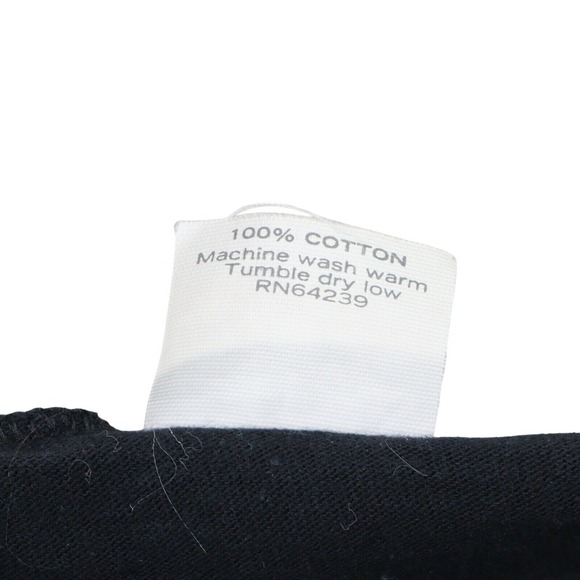 100% COTTON
Machine wash warm
Tumble dry low
RN64239